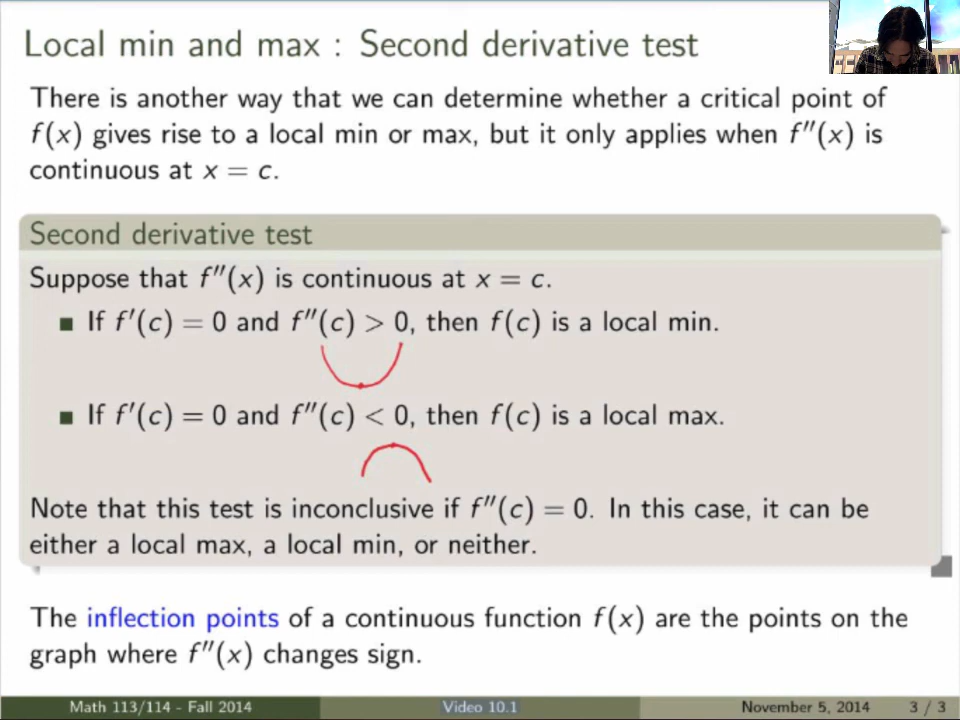 Local min and max : Second derivative test
There is another way that we can determine whether a critical point of
f(x) gives rise to a local min or max, but it only applies when f″(x) is
continuous at x = c.
Second derivative test
Suppose that f″(x) is continuous at x = c.
■ If f′(c) = 0 and f″(c) > 0, then f(c) is a local min.
■ If f′(c) = 0 and f″(c) < 0, then f(c) is a local max.
Note that this test is inconclusive if f″(c) = 0. In this case, it can be
either a local max, a local min, or neither.
The inflection points of a continuous function f(x) are the points on the
graph where f″(x) changes sign.
Math 113/114 - Fall 2014 Video 10.1 November 5, 2014 3 / 3